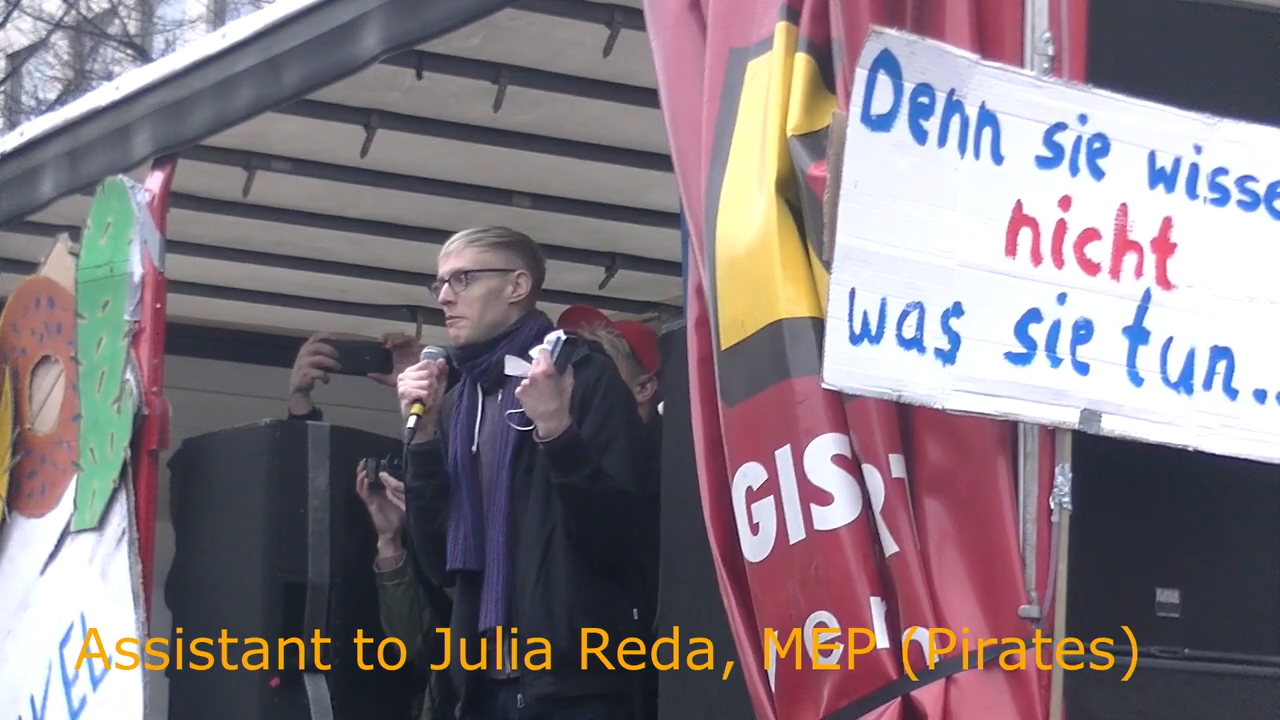 Denn sie wisse
nicht
was sie tun...
GIS
Assistant to Julia Reda, MEP (Pirates)